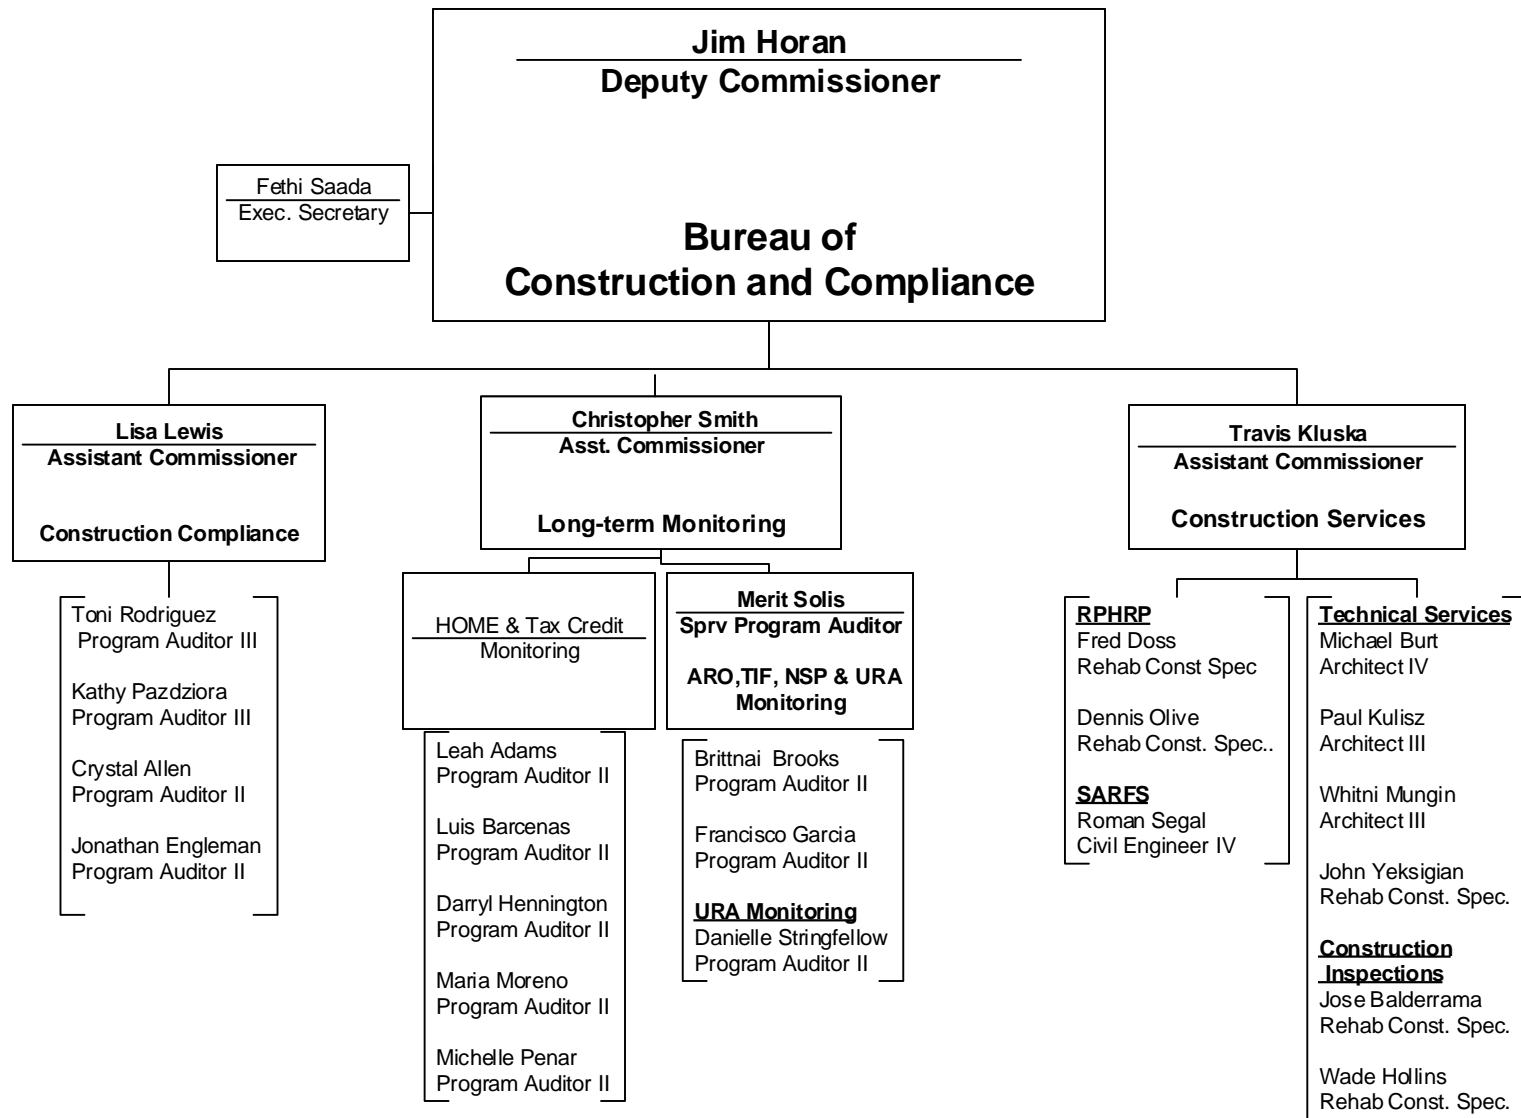 Jim Horan
Deputy Commissioner
Bureau of
Construction and Compliance
Fethi Saada
Exec. Secretary
Lisa Lewis
Assistant Commissioner
Construction Compliance
Toni Rodriguez
Program Auditor III
Kathy Pazdziora
Program Auditor III
Crystal Allen
Program Auditor II
Jonathan Engleman
Program Auditor II
Christopher Smith
Asst. Commissioner
Long-term Monitoring
HOME & Tax Credit
Monitoring
Leah Adams
Program Auditor II
Luis Barcenas
Program Auditor II
Darryl Hennington
Program Auditor II
Maria Moreno
Program Auditor II
Michelle Penar
Program Auditor II
Merit Solis
Sprv Program Auditor
ARO,TIF, NSP & URA
Monitoring
Brittnai Brooks
Program Auditor II
Francisco Garcia
Program Auditor II
URA Monitoring
Danielle Stringfellow
Program Auditor II
Travis Kluska
Assistant Commissioner
Construction Services
RPHRP
Fred Doss
Rehab Const Spec
Dennis Olive
Rehab Const. Spec..
SARFS
Roman Segal
Civil Engineer IV
Technical Services
Michael Burt
Architect IV
Paul Kulisz
Architect III
Whitni Mungin
Architect III
John Yeksigian
Rehab Const. Spec.
Construction
Inspections
Jose Balderrama
Rehab Const. Spec.
Wade Hollins
Rehab Const. Spec.